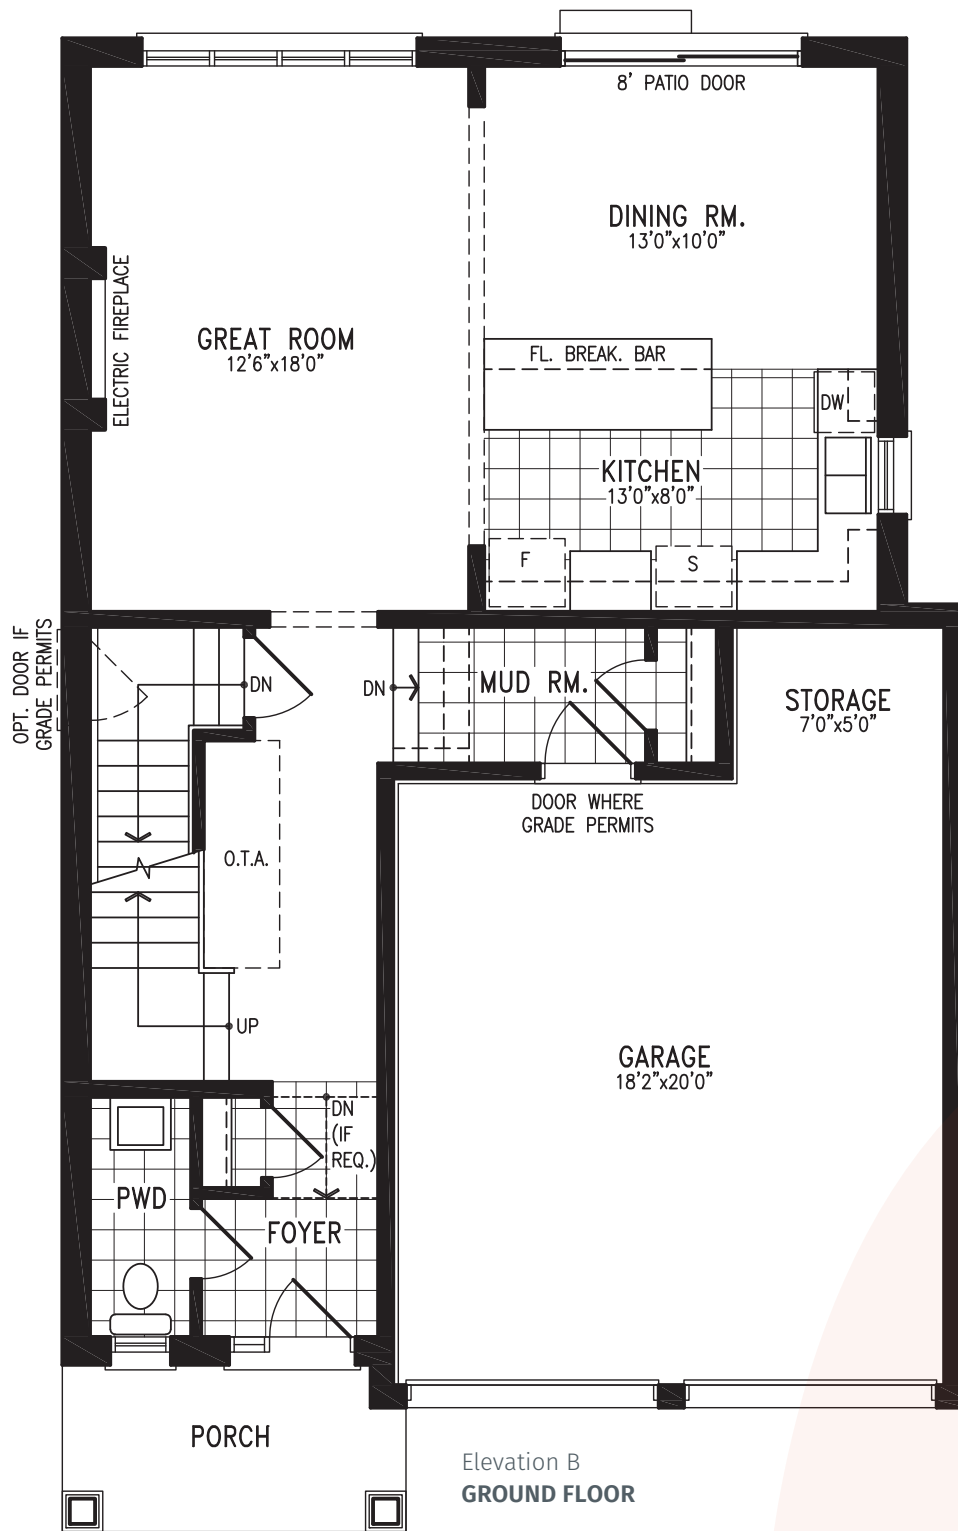 8' PATIO DOOR
DINING RM.
13'0"x10'0"
ELECTRIC FIREPLACE
GREAT ROOM
12'6"x18'0"
FL. BREAK. BAR
DW
KITCHEN
13'0"x8'0"
F
S
OPT. DOOR IF
GRADE PERMITS
DN
DN
MUD RM.
STORAGE
7'0"x5'0"
DOOR WHERE
GRADE PERMITS
O.T.A.
UP
GARAGE
18'2"x20'0"
DN
(IF
REQ.)
PWD
FOYER
PORCH
Elevation B
GROUND FLOOR